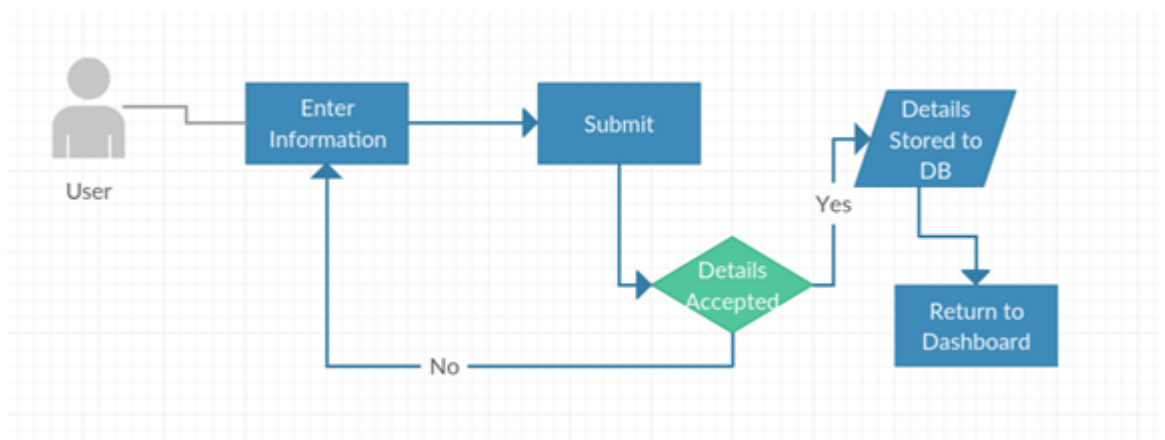 User
Enter
Information
Submit
Details
Accepted
Yes
No
Details
Stored to
DB
Return to
Dashboard